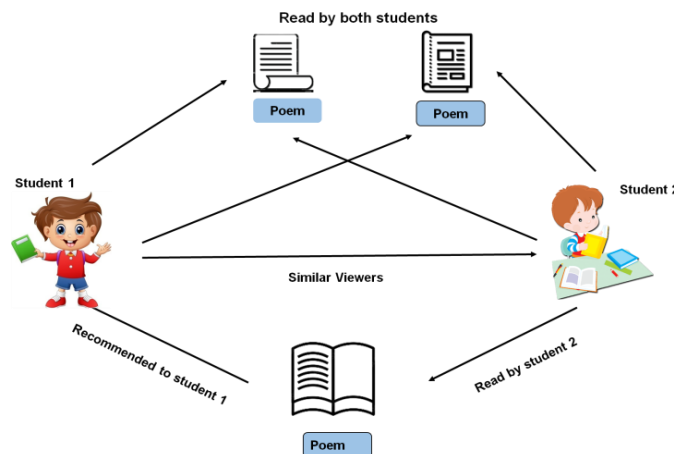 Read by both students
Poem
Poem
Student 1
Student 2
Similar Viewers
Recommended to student 1
Read by student 2
Poem